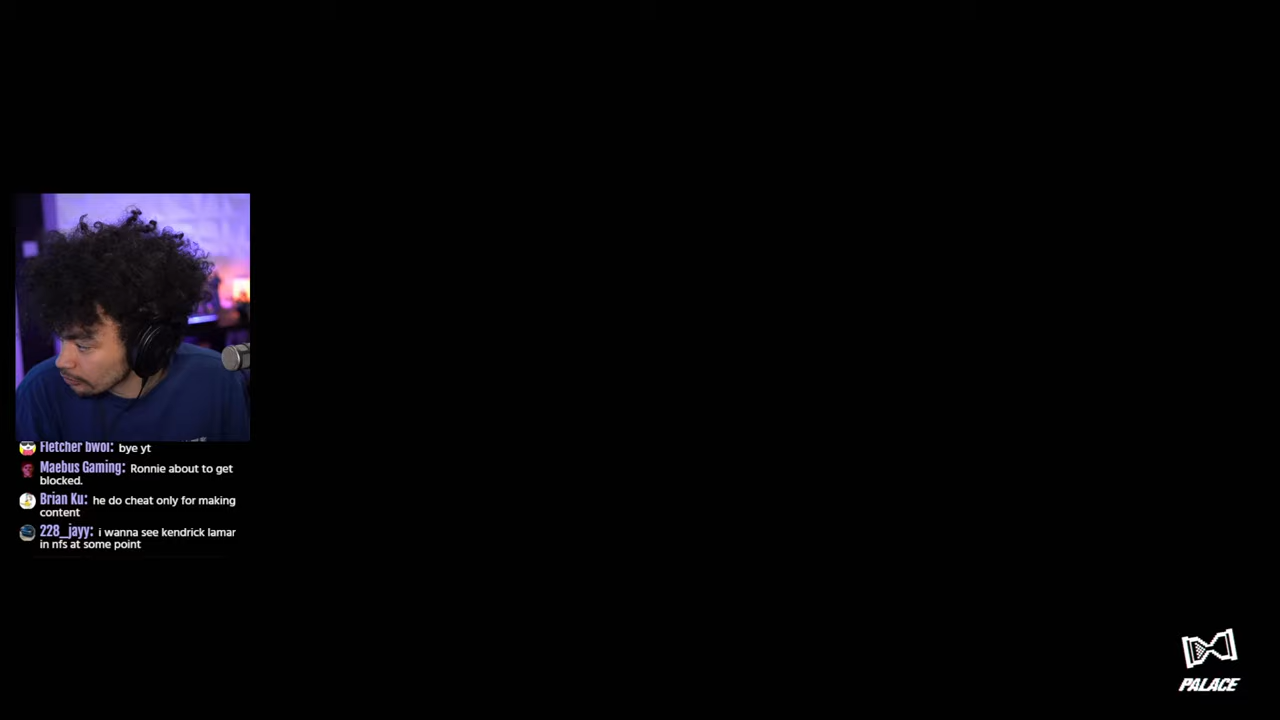 Fletcher bwoi: bye yt
Maebus Gaming: Ronnie about to get
blocked.
Brian Ku: he do cheat only for making
content
228_jayy: i wanna see kendrick lamar
in nfs at some point
PALACE